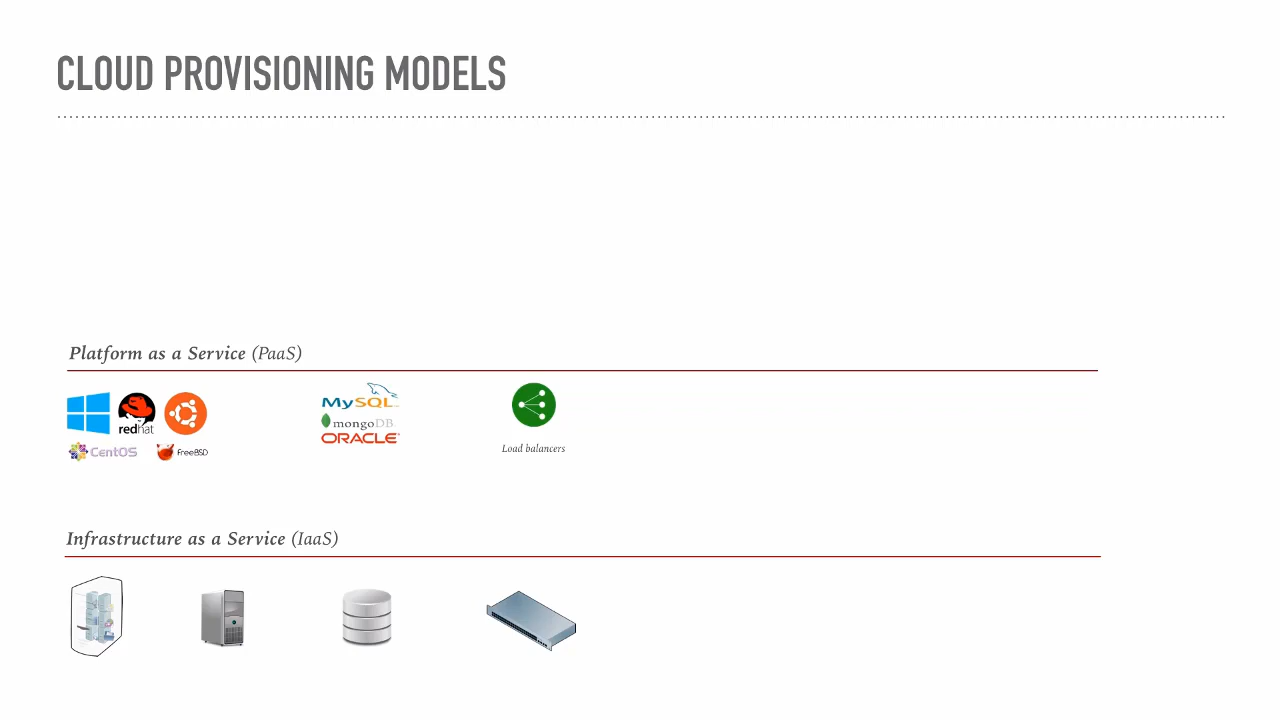 CLOUD PROVISIONING MODELS
Platform as a Service (PaaS)
redhat
CentOS
FreeBSD
MySQL
mongoDB
ORACLE
Load balancers
Infrastructure as a Service (IaaS)